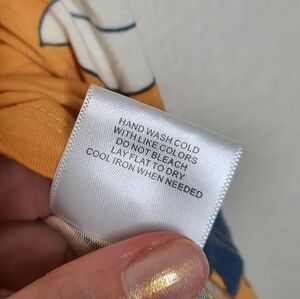 HAND WASH COLD
WITH LIKE COLORS
DO NOT BLEACH
LAY FLAT TO DRY
COOL IRON WHEN NEEDED